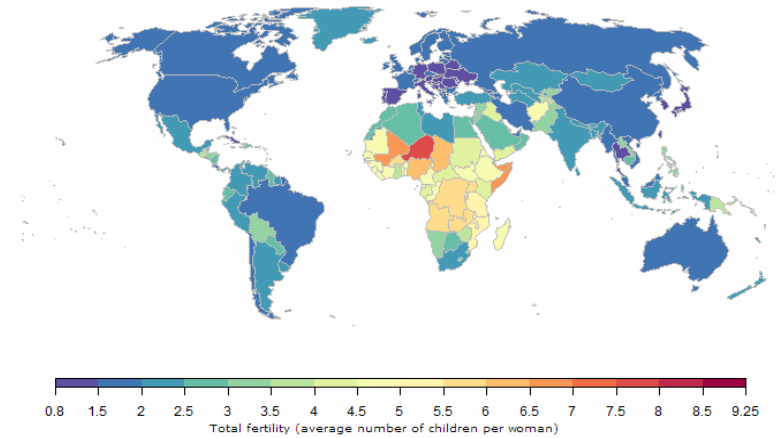 0.8 1.5 2 2.5 3 3.5 4 4.5 5 5.5 6 6.5 7 7.5 8 8.5 9.25
Total fertility (average number of children per woman)